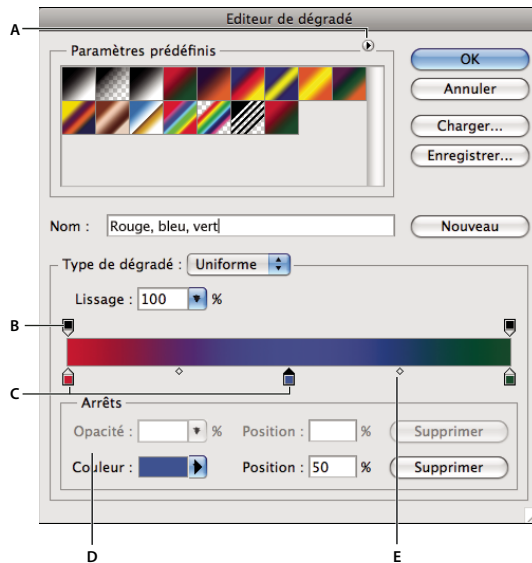 Editeur de dégradé
A
Paramètres prédéfinis
OK
Annuler
Charger...
Enregistrer...
Nom : Rouge, bleu, vert
Nouveau
Type de dégradé : Uniforme
Lissage : 100 %
B
C
Arrêts
Opacité : % Position : % Supprimer
Couleur : Position : 50 % Supprimer
D E